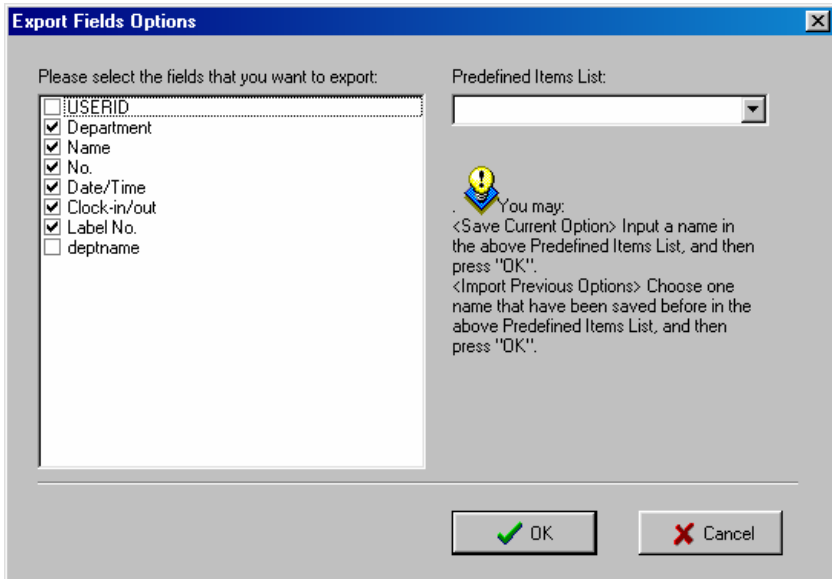 Export Fields Options
Please select the fields that you want to export:
USERID
Department
Name
No.
Date/Time
Clock-in/out
Label No.
deptname
Predefined Items List:
. You may:
<Save Current Option> Input a name in
the above Predefined Items List, and then
press "OK".
<Import Previous Options> Choose one
name that have been saved before in the
above Predefined Items List, and then
press "OK".
OK
Cancel